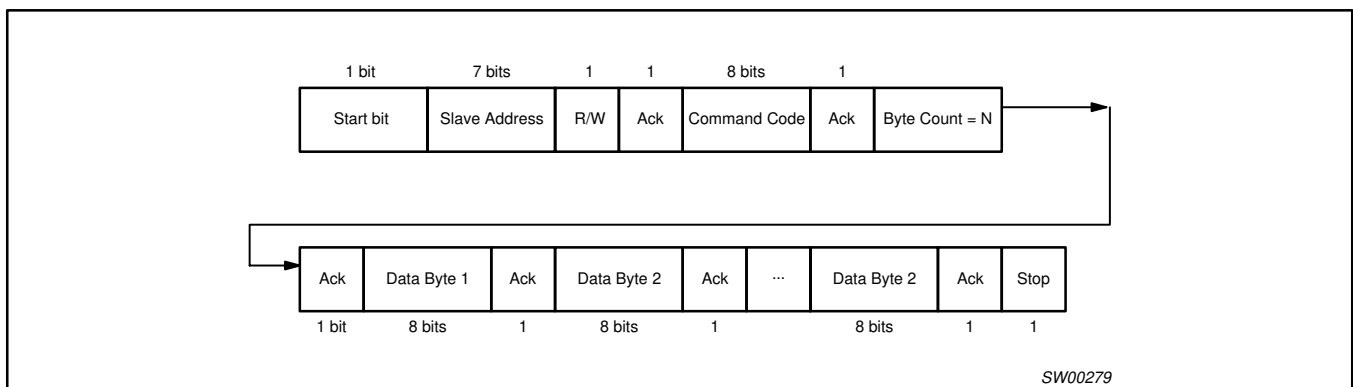 1 bit 7 bits 1 1 8 bits 1
Start bit Slave Address R/W Ack Command Code Ack Byte Count = N
Ack Data Byte 1 Ack Data Byte 2 Ack ... Data Byte 2 Ack Stop
1 bit 8 bits 1 8 bits 1 8 bits 1 1
SW00279